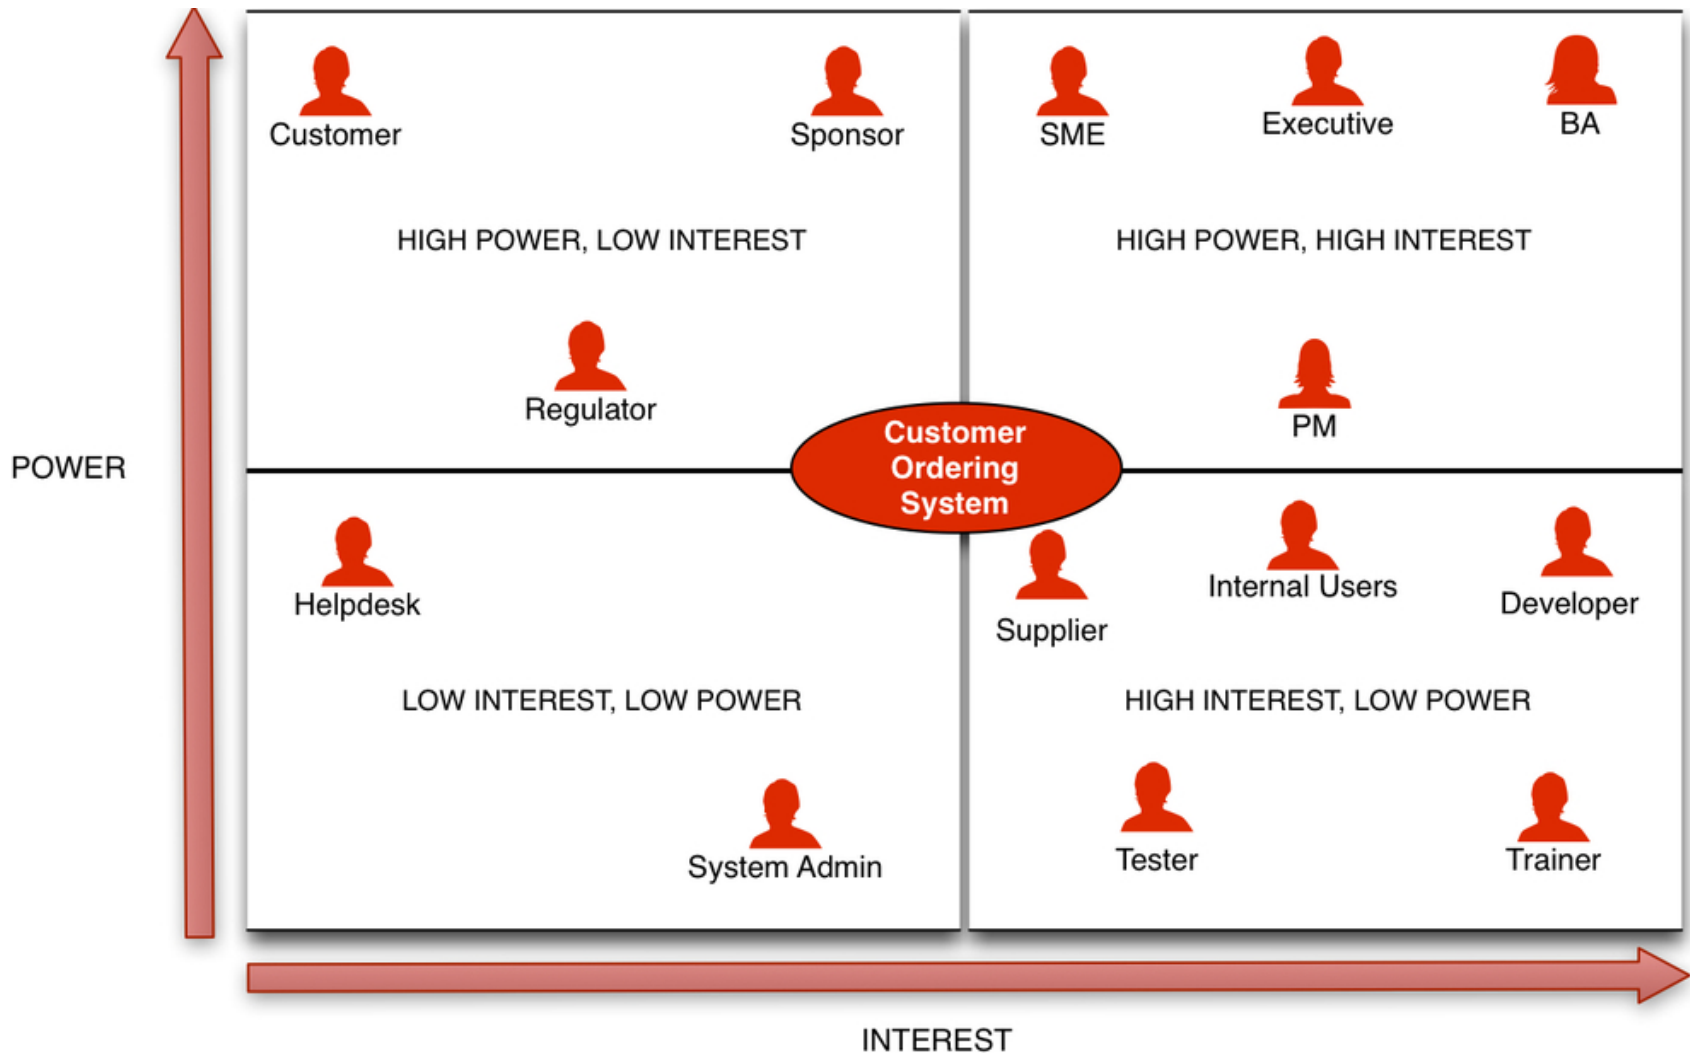 Customer
Sponsor
SME
Executive
BA
HIGH POWER, LOW INTEREST
HIGH POWER, HIGH INTEREST
Regulator
PM
POWER
Customer
Ordering
System
Helpdesk
Supplier
Internal Users
Developer
LOW INTEREST, LOW POWER
HIGH INTEREST, LOW POWER
System Admin
Tester
Trainer
INTEREST